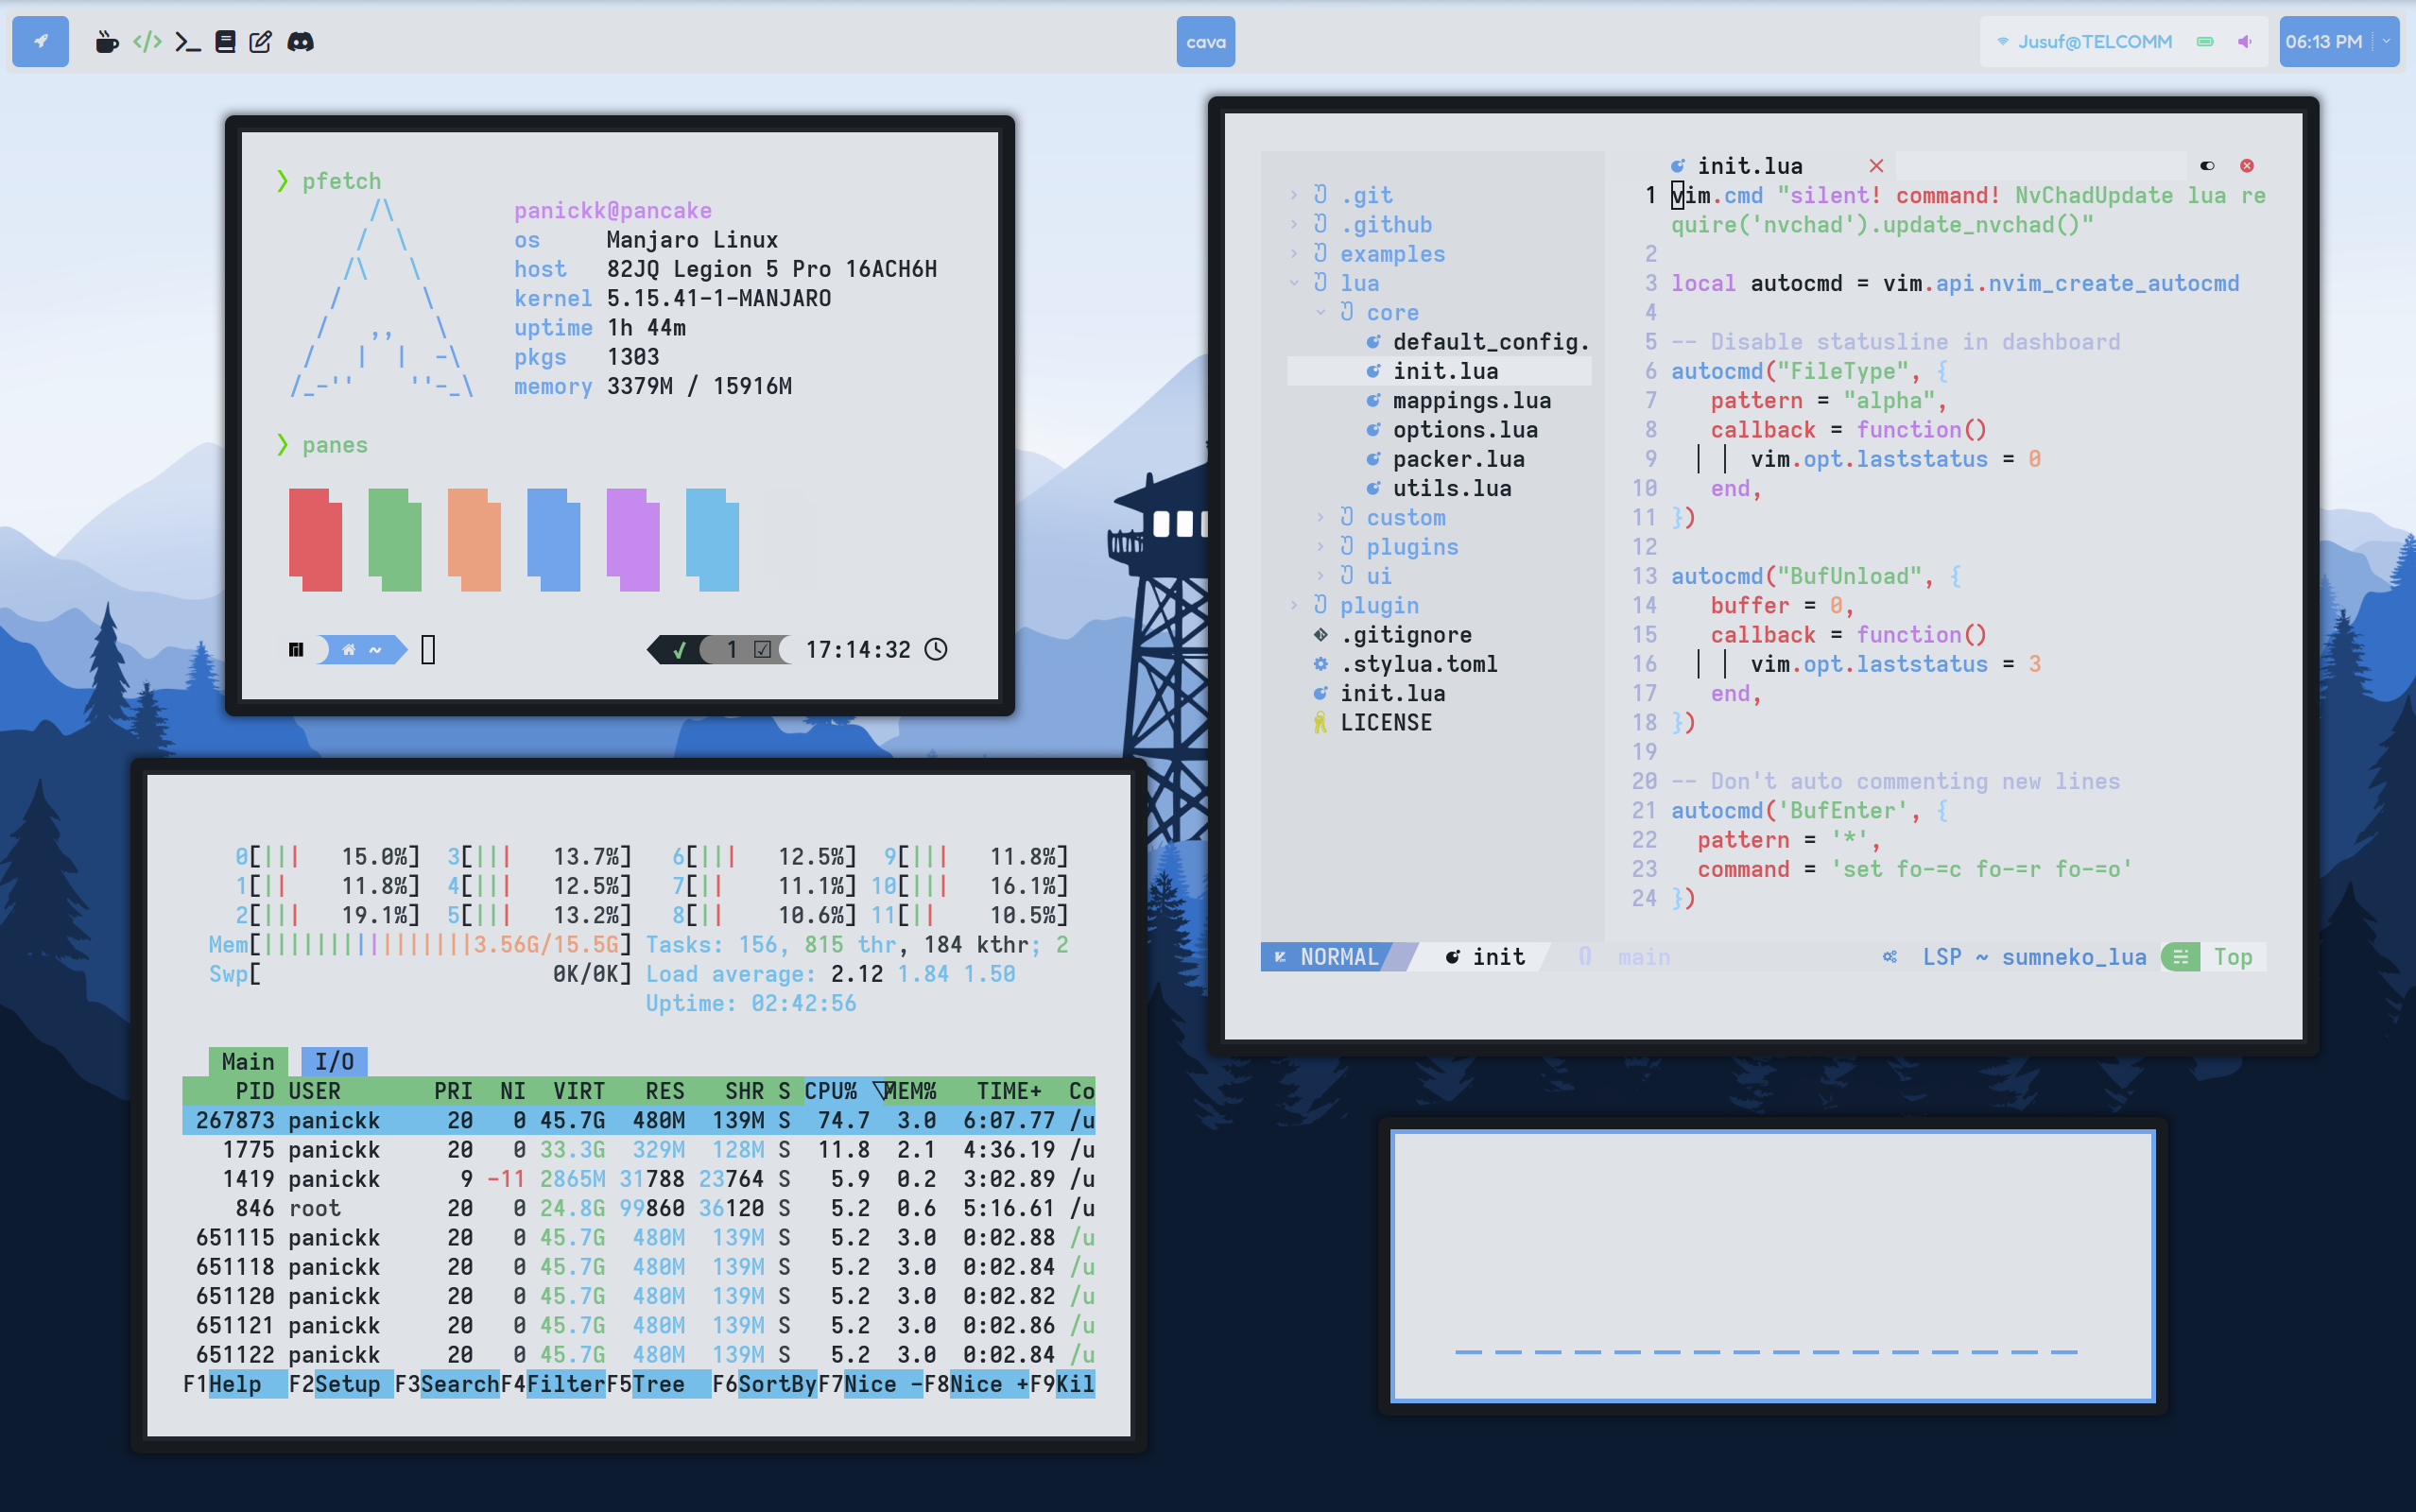 cava
Jusuf@TELCOMM
06:13 PM
❯ pfetch
panickk@pancake
os Manjaro Linux
host 82JQ Legion 5 Pro 16ACH6H
kernel 5.15.41-1-MANJARO
uptime 1h 44m
pkgs 1303
memory 3379M / 15916M
❯ panes
~
✓ 1 ☑ 17:14:32
0[||| 15.0%] 3[||| 13.7%] 6[||| 12.5%] 9[||| 11.8%]
1[|| 11.8%] 4[||| 12.5%] 7[|| 11.1%] 10[||| 16.1%]
2[||| 19.1%] 5[||| 13.2%] 8[|| 10.6%] 11[|| 10.5%]
Mem[||||||||||||||||3.56G/15.5G] Tasks: 156, 815 thr, 184 kthr; 2
Swp[ 0K/0K] Load average: 2.12 1.84 1.50
Uptime: 02:42:56
Main I/O
PID USER PRI NI VIRT RES SHR S CPU% ▽MEM% TIME+ Co
267873 panickk 20 0 45.7G 480M 139M S 74.7 3.0 6:07.77 /u
1775 panickk 20 0 33.3G 329M 128M S 11.8 2.1 4:36.19 /u
1419 panickk 9 -11 2865M 31788 23764 S 5.9 0.2 3:02.89 /u
846 root 20 0 24.8G 99860 36120 S 5.2 0.6 5:16.61 /u
651115 panickk 20 0 45.7G 480M 139M S 5.2 3.0 0:02.88 /u
651118 panickk 20 0 45.7G 480M 139M S 5.2 3.0 0:02.84 /u
651120 panickk 20 0 45.7G 480M 139M S 5.2 3.0 0:02.82 /u
651121 panickk 20 0 45.7G 480M 139M S 5.2 3.0 0:02.86 /u
651122 panickk 20 0 45.7G 480M 139M S 5.2 3.0 0:02.84 /u
F1Help F2Setup F3SearchF4FilterF5Tree F6SortByF7Nice -F8Nice +F9Kil
.git
.github
examples
lua
core
default_config.
init.lua
mappings.lua
options.lua
packer.lua
utils.lua
custom
plugins
ui
plugin
.gitignore
.stylua.toml
init.lua
LICENSE
init.lua
1 vim.cmd "silent! command! NvChadUpdate lua re
quire('nvchad').update_nvchad()"
2
3 local autocmd = vim.api.nvim_create_autocmd
4
5 -- Disable statusline in dashboard
6 autocmd("FileType", {
7 pattern = "alpha",
8 callback = function()
9 vim.opt.laststatus = 0
10 end,
11 })
12
13 autocmd("BufUnload", {
14 buffer = 0,
15 callback = function()
16 vim.opt.laststatus = 3
17 end,
18 })
19
20 -- Don't auto commenting new lines
21 autocmd('BufEnter', {
22 pattern = '*',
23 command = 'set fo-=c fo-=r fo-=o'
24 })
NORMAL init main LSP ~ sumneko_lua Top